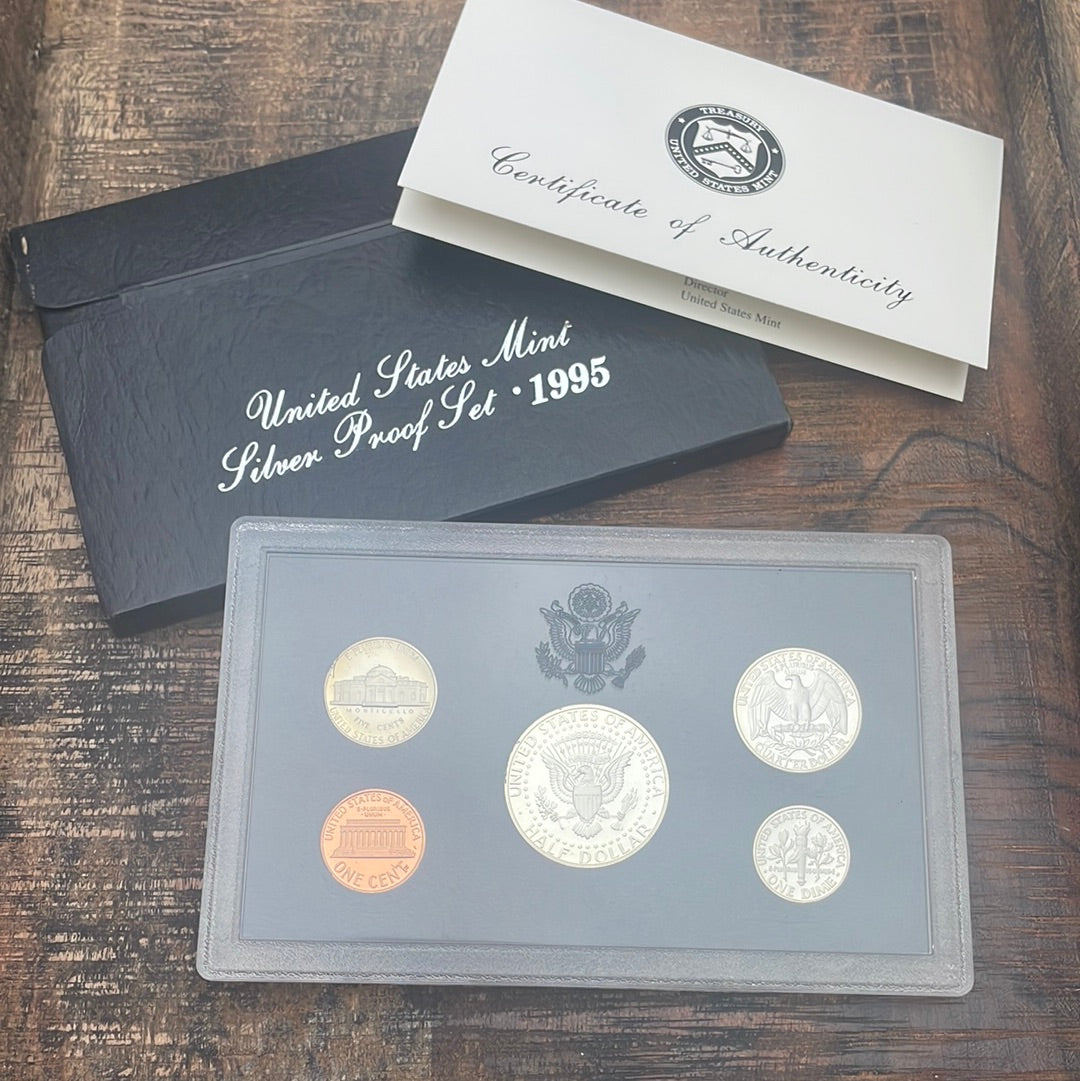 TREASURY
UNITED STATES MINT
Certificate of Authenticity
Director
United States Mint
United States Mint
Silver Proof Set · 1995
MONTICELLO
FIVE CENTS
UNITED STATES OF AMERICA
UNITED STATES OF AMERICA
E·PLURIBUS
·UNUM·
ONE CENT
UNITED STATES OF AMERICA
HALF DOLLAR
UNITED STATES OF AMERICA
E·PLURIBUS
QUARTER DOLLAR
UNITED STATES OF AMERICA
ONE DIME